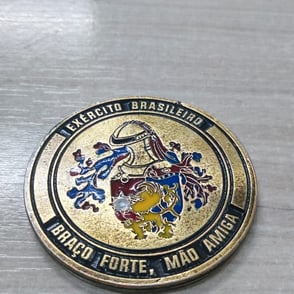 EXÉRCITO BRASILEIRO
BRAÇO FORTE, MÃO AMIGA